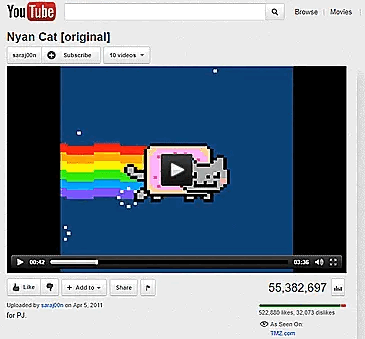 YouTube Browse Movies
Nyan Cat [original]
saraj00n Subscribe 10 videos
00:42 03:36
Like Add to Share 55,382,697
Uploaded by saraj00n on Apr 5, 2011
for PJ.
522,880 likes, 32,073 dislikes
As Seen On:
TMZ.com